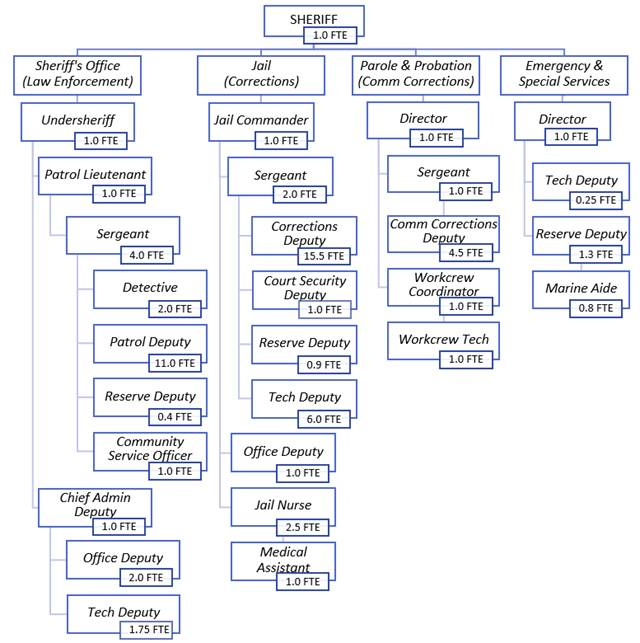 SHERIFF
1.0 FTE
Sheriff's Office
(Law Enforcement)
Undersheriff
1.0 FTE
Patrol Lieutenant
1.0 FTE
Sergeant
4.0 FTE
Detective
2.0 FTE
Patrol Deputy
11.0 FTE
Reserve Deputy
0.4 FTE
Community
Service Officer
1.0 FTE
Chief Admin
Deputy
1.0 FTE
Office Deputy
2.0 FTE
Tech Deputy
1.75 FTE
Jail
(Corrections)
Jail Commander
1.0 FTE
Sergeant
2.0 FTE
Corrections
Deputy
15.5 FTE
Court Security
Deputy
1.0 FTE
Reserve Deputy
0.9 FTE
Tech Deputy
6.0 FTE
Office Deputy
1.0 FTE
Jail Nurse
2.5 FTE
Medical
Assistant
1.0 FTE
Parole & Probation
(Comm Corrections)
Director
1.0 FTE
Sergeant
1.0 FTE
Comm Corrections
Deputy
4.5 FTE
Workcrew
Coordinator
1.0 FTE
Workcrew Tech
1.0 FTE
Emergency &
Special Services
Director
1.0 FTE
Tech Deputy
0.25 FTE
Reserve Deputy
1.3 FTE
Marine Aide
0.8 FTE